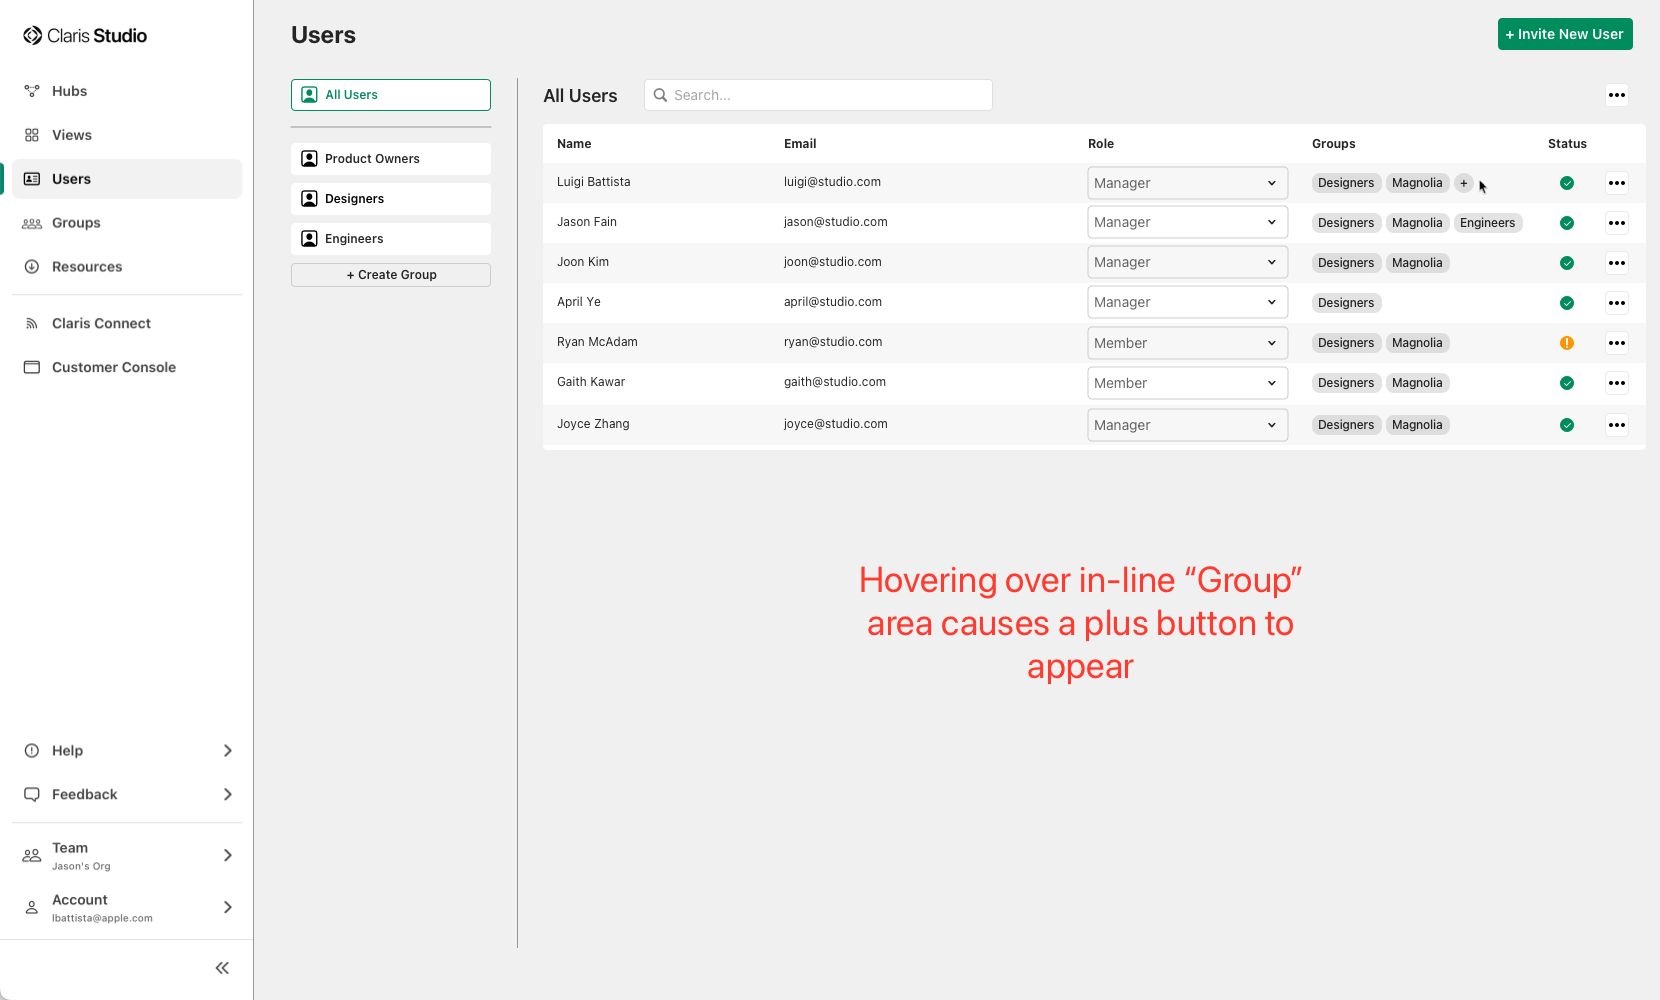 Claris Studio
Hubs
Views
Users
Groups
Resources
Claris Connect
Customer Console
Help
Feedback
Team
Jason's Org
Account
lbattista@apple.com
Users
+ Invite New User
All Users
Product Owners
Designers
Engineers
+ Create Group
All Users
Search...
Name Email Role Groups Status
Luigi Battista luigi@studio.com Manager Designers Magnolia +
Jason Fain jason@studio.com Manager Designers Magnolia Engineers
Joon Kim joon@studio.com Manager Designers Magnolia
April Ye april@studio.com Manager Designers
Ryan McAdam ryan@studio.com Member Designers Magnolia
Gaith Kawar gaith@studio.com Member Designers Magnolia
Joyce Zhang joyce@studio.com Manager Designers Magnolia
Hovering over in-line “Group”
area causes a plus button to
appear